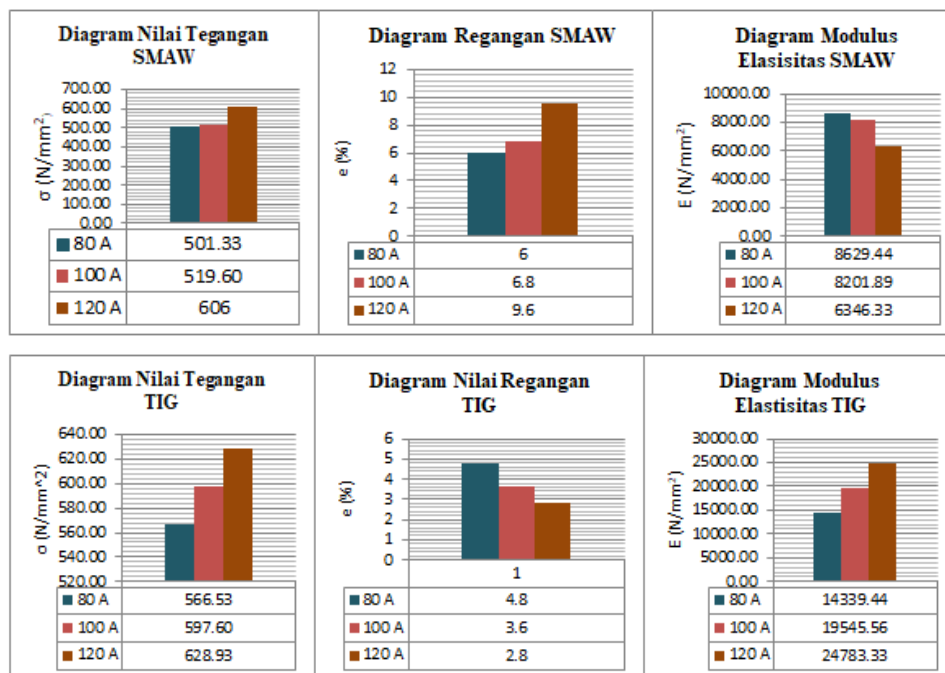 Diagram Nilai Tegangan
SMAW
σ (N/mm²)
700.00
600.00
500.00
400.00
300.00
200.00
100.00
0.00
80 A 501.33
100 A 519.60
120 A 606
Diagram Regangan SMAW
e (%)
12
10
8
6
4
2
0
80 A 6
100 A 6.8
120 A 9.6
Diagram Modulus
Elasisitas SMAW
E (N/mm²)
10000.00
8000.00
6000.00
4000.00
2000.00
0.00
80 A 8629.44
100 A 8201.89
120 A 6346.33
Diagram Nilai Tegangan
TIG
σ (N/mm^2)
640.00
620.00
600.00
580.00
560.00
540.00
520.00
80 A 566.53
100 A 597.60
120 A 628.93
Diagram Nilai Regangan
TIG
e (%)
6
5
4
3
2
1
0
1
80 A 4.8
100 A 3.6
120 A 2.8
Diagram Modulus
Elastisitas TIG
E (N/mm²)
30000.00
25000.00
20000.00
15000.00
10000.00
5000.00
0.00
80 A 14339.44
100 A 19545.56
120 A 24783.33